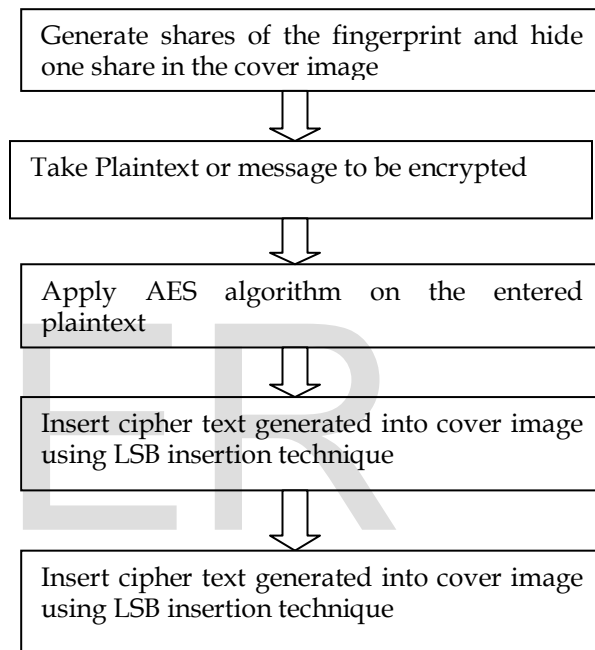 Generate shares of the fingerprint and hide
one share in the cover image
Take Plaintext or message to be encrypted
Apply AES algorithm on the entered
plaintext
Insert cipher text generated into cover image
using LSB insertion technique
ER
Insert cipher text generated into cover image
using LSB insertion technique